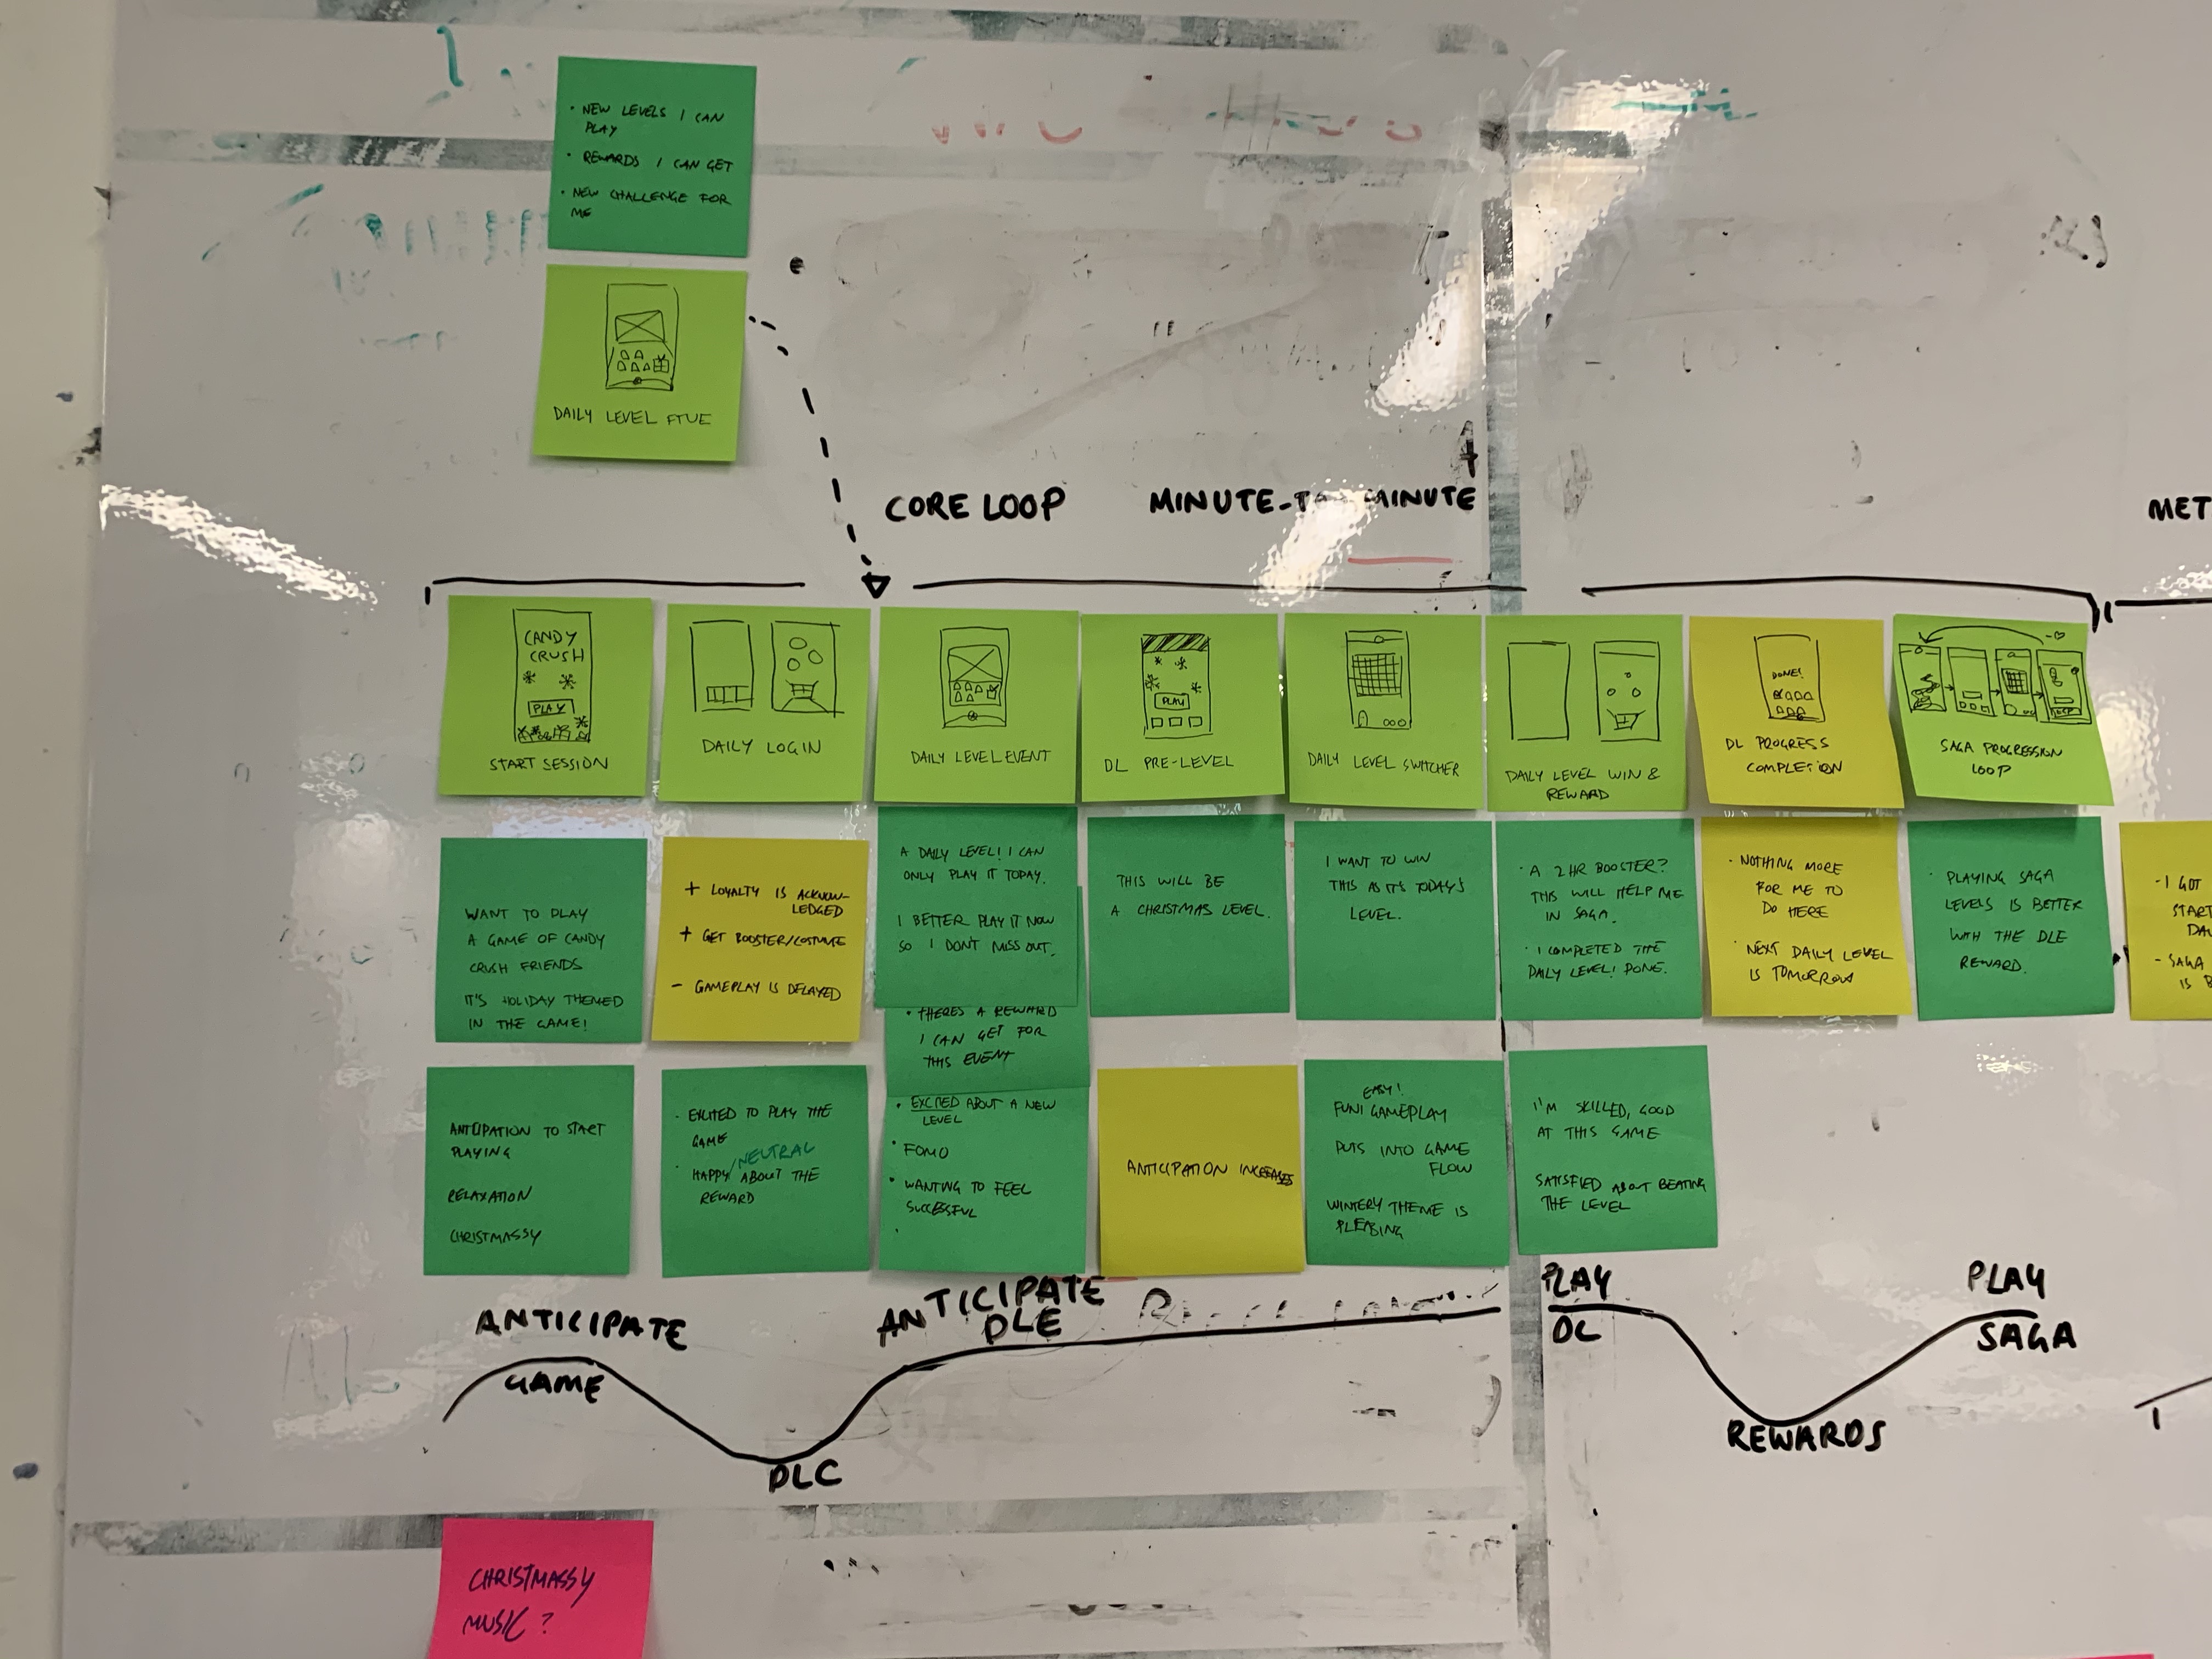 • NEW LEVELS I CAN
PLAY
• REWARDS I CAN GET
• NEW CHALLENGE FOR
ME
DAILY LEVEL FTUE
CORE LOOP
MINUTE-TO-MINUTE
MET
CANDY
CRUSH
PLAY
START SESSION
DAILY LOGIN
DAILY LEVEL EVENT
PLAY
DL PRE-LEVEL
DAILY LEVEL SWITCHER
DAILY LEVEL WIN &
REWARD
DONE!
DL PROGRESS
COMPLETION
SAGA PROGRESSION
LOOP
WANT TO PLAY
A GAME OF CANDY
CRUSH FRIENDS
IT'S HOLIDAY THEMED
IN THE GAME!
+ LOYALTY IS ACKNOW-
LEDGED
+ GET BOOSTER/COSTUME
- GAMEPLAY IS DELAYED
A DAILY LEVEL! I CAN
ONLY PLAY IT TODAY.
I BETTER PLAY IT NOW
SO I DON'T MISS OUT.
• THERES A REWARD
I CAN GET FOR
THIS EVENT
THIS WILL BE
A CHRISTMAS LEVEL.
I WANT TO WIN
THIS AS IT'S TODAY'S
LEVEL.
• A 2HR BOOSTER?
THIS WILL HELP ME
IN SAGA.
• I COMPLETED THE
DAILY LEVEL! DONE.
• NOTHING MORE
FOR ME TO
DO HERE
• NEXT DAILY LEVEL
IS TOMORROW
• PLAYING SAGA
LEVELS IS BETTER
WITH THE DLE
REWARD.
- I GOT
START
DA
- SAGA
IS B
ANTICIPATION TO START
PLAYING
RELAXATION
CHRISTMASSY
• EXCITED TO PLAY THE
GAME
/NEUTRAL
• HAPPY ABOUT THE
REWARD
• EXCITED ABOUT A NEW
LEVEL
• FOMO
• WANTING TO FEEL
SUCCESSFUL
•
ANTICIPATION INCREASES
EASY!
FUN! GAMEPLAY
PUTS INTO GAME
FLOW
WINTERY THEME IS
PLEASING
I'M SKILLED, GOOD
AT THIS GAME
SATISFIED ABOUT BEATING
THE LEVEL
ANTICIPATE
GAME
DLC
ANTICIPATE
DLE
PLAY
DL
REWARDS
PLAY
SAGA
CHRISTMASSY
MUSIC?